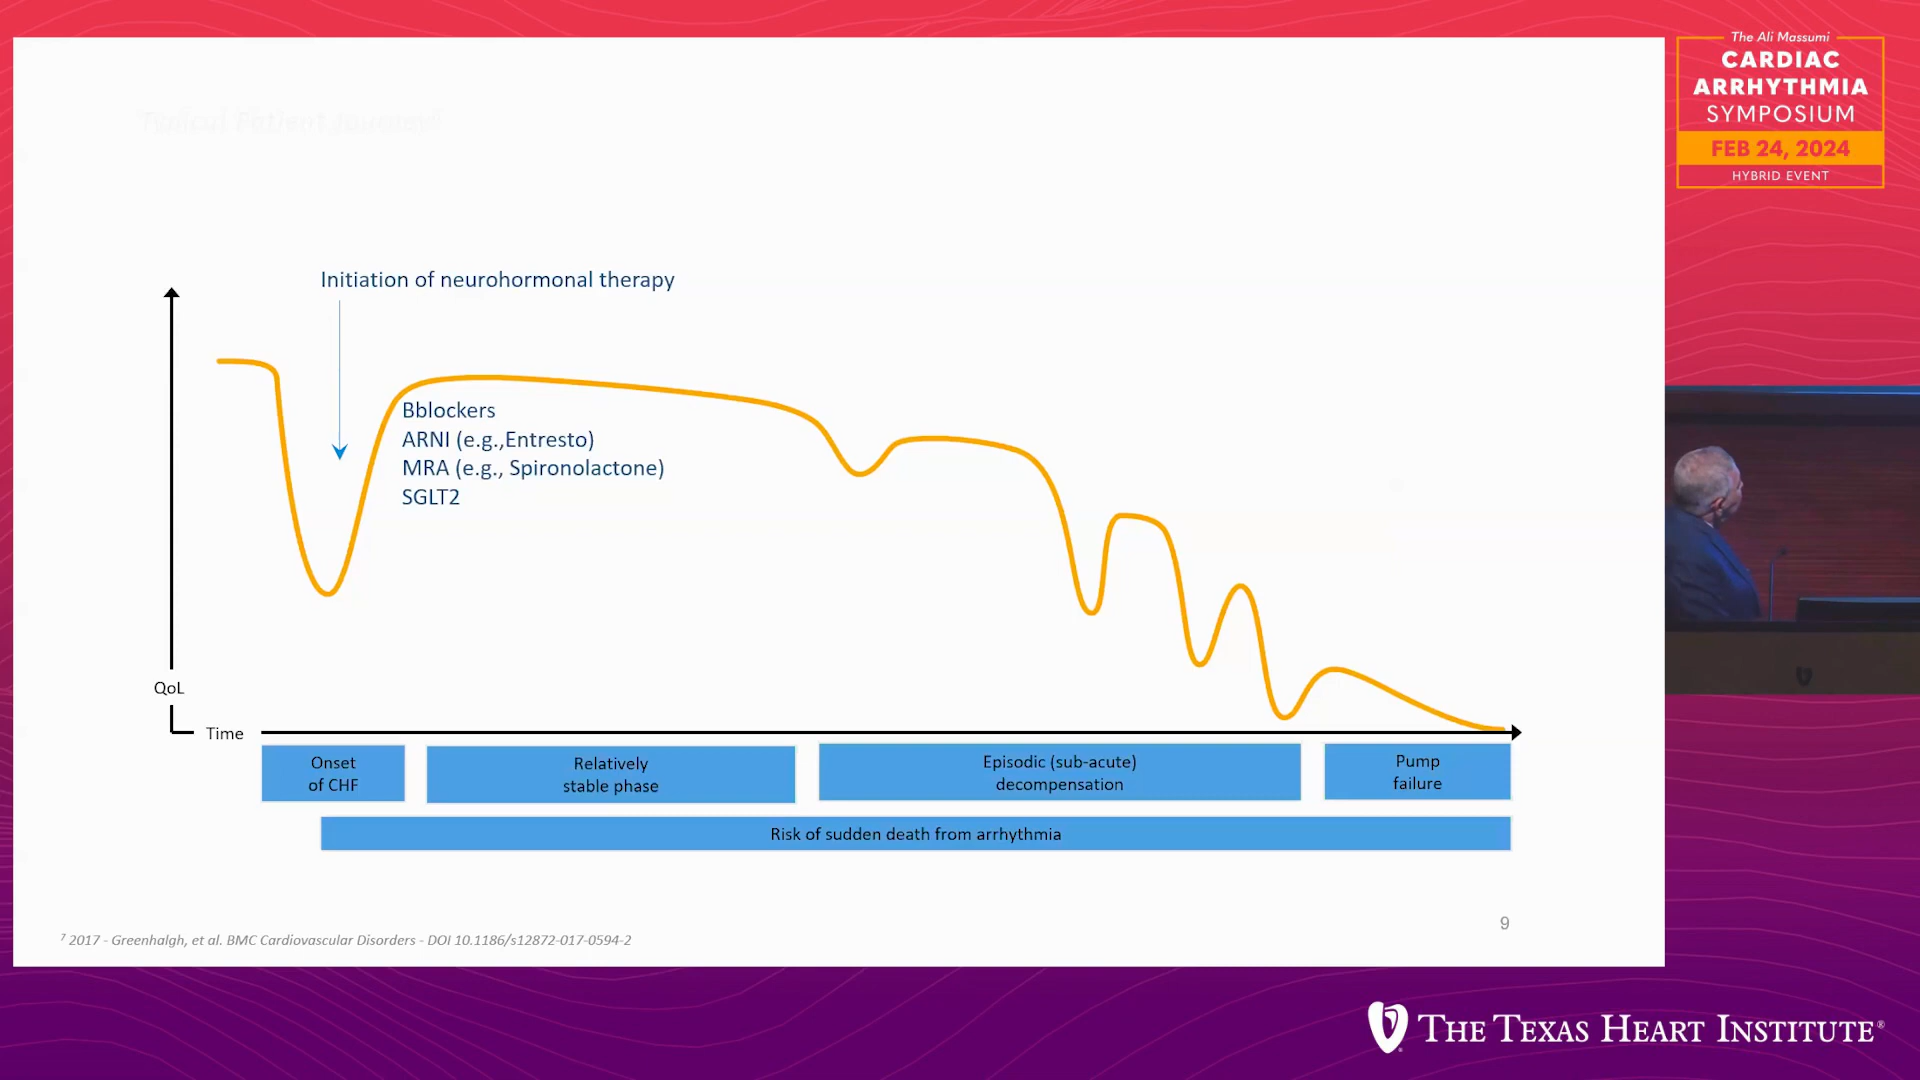 Typical Patient Journey⁷
The Ali Massumi
CARDIAC
ARRHYTHMIA
SYMPOSIUM
FEB 24, 2024
HYBRID EVENT
Initiation of neurohormonal therapy
Bblockers
ARNI (e.g.,Entresto)
MRA (e.g., Spironolactone)
SGLT2
QoL
Time
Onset
of CHF
Relatively
stable phase
Episodic (sub-acute)
decompensation
Pump
failure
Risk of sudden death from arrhythmia
9
⁷ 2017 - Greenhalgh, et al. BMC Cardiovascular Disorders - DOI 10.1186/s12872-017-0594-2
THE TEXAS HEART INSTITUTE®